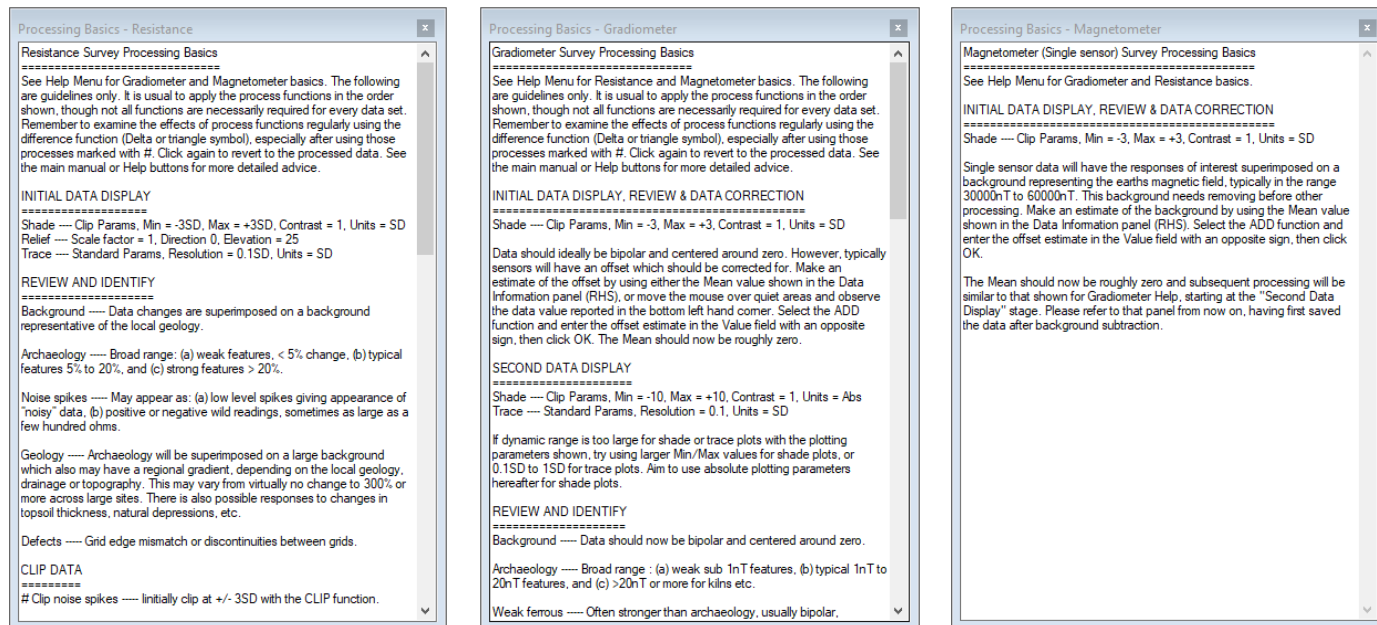 Processing Basics - Resistance
Resistance Survey Processing Basics
==============================
See Help Menu for Gradiometer and Magnetometer basics. The following
are guidelines only. It is usual to apply the process functions in the order
shown, though not all functions are necessarily required for every data set.
Remember to examine the effects of process functions regularly using the
difference function (Delta or triangle symbol), especially after using those
processes marked with #. Click again to revert to the processed data. See
the main manual or Help buttons for more detailed advice.
INITIAL DATA DISPLAY
===================
Shade ---- Clip Params, Min = -3SD, Max = +3SD, Contrast = 1, Units = SD
Relief ---- Scale factor = 1, Direction 0, Elevation = 25
Trace ---- Standard Params, Resolution = 0.1SD, Units = SD
REVIEW AND IDENTIFY
====================
Background ----- Data changes are superimposed on a background
representative of the local geology.
Archaeology ----- Broad range: (a) weak features, < 5% change, (b) typical
features 5% to 20%, and (c) strong features > 20%.
Noise spikes ----- May appear as: (a) low level spikes giving appearance of
"noisy" data, (b) positive or negative wild readings, sometimes as large as a
few hundred ohms.
Geology ----- Archaeology will be superimposed on a large background
which also may have a regional gradient, depending on the local geology,
drainage or topography. This may vary from virtually no change to 300% or
more across large sites. There is also possible responses to changes in
topsoil thickness, natural depressions, etc.
Defects ----- Grid edge mismatch or discontinuities between grids.
CLIP DATA
=========
# Clip noise spikes ----- Iinitially clip at +/- 3SD with the CLIP function.
Processing Basics - Gradiometer
Gradiometer Survey Processing Basics
==============================
See Help Menu for Resistance and Magnetometer basics. The following
are guidelines only. It is usual to apply the process functions in the order
shown, though not all functions are necessarily required for every data set.
Remember to examine the effects of process functions regularly using the
difference function (Delta or triangle symbol), especially after using those
processes marked with #. Click again to revert to the processed data. See
the main manual or Help buttons for more detailed advice.
INITIAL DATA DISPLAY, REVIEW & DATA CORRECTION
===============================================
Shade ---- Clip Params, Min = -3, Max = +3, Contrast = 1, Units = SD
Data should ideally be bipolar and centered around zero. However, typically
sensors will have an offset which should be corrected for. Make an
estimate of the offset by using either the Mean value shown in the Data
Information panel (RHS), or move the mouse over quiet areas and observe
the data value reported in the bottom left hand corner. Select the ADD
function and enter the offset estimate in the Value field with an opposite
sign, then click OK. The Mean should now be roughly zero.
SECOND DATA DISPLAY
=====================
Shade ---- Clip Params, Min = -10, Max = +10, Contrast = 1, Units = Abs
Trace ---- Standard Params, Resolution = 0.1, Units = SD
If dynamic range is too large for shade or trace plots with the plotting
parameters shown, try using larger Min/Max values for shade plots, or
0.1SD to 1SD for trace plots. Aim to use absolute plotting parameters
hereafter for shade plots.
REVIEW AND IDENTIFY
====================
Background ----- Data should now be bipolar and centered around zero.
Archaeology ----- Broad range : (a) weak sub 1nT features, (b) typical 1nT to
20nT features, and (c) >20nT or more for kilns etc.
Weak ferrous ----- Often stronger than archaeology, usually bipolar,
Processing Basics - Magnetometer
Magnetometer (Single sensor) Survey Processing Basics
============================================
See Help Menu for Gradiometer and Resistance basics.
INITIAL DATA DISPLAY, REVIEW & DATA CORRECTION
===============================================
Shade ---- Clip Params, Min = -3, Max = +3, Contrast = 1, Units = SD
Single sensor data will have the responses of interest superimposed on a
background representing the earths magnetic field, typically in the range
30000nT to 60000nT. This background needs removing before other
processing. Make an estimate of the background by using the Mean value
shown in the Data Information panel (RHS). Select the ADD function and
enter the offset estimate in the Value field with an opposite sign, then click
OK.
The Mean should now be roughly zero and subsequent processing will be
similar to that shown for Gradiometer Help, starting at the "Second Data
Display" stage. Please refer to that panel from now on, having first saved
the data after background subtraction.